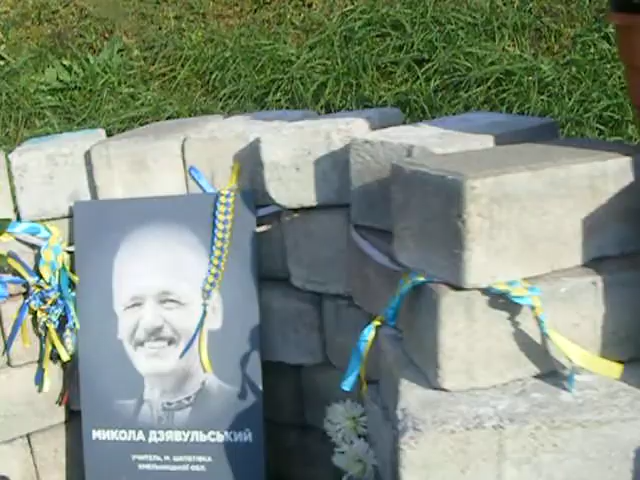 МИКОЛА ДЗЯВУЛЬСЬКИЙ
УЧИТЕЛЬ, М. ШЕПЕТІВКА
ХМЕЛЬНИЦЬКОЇ ОБЛ.